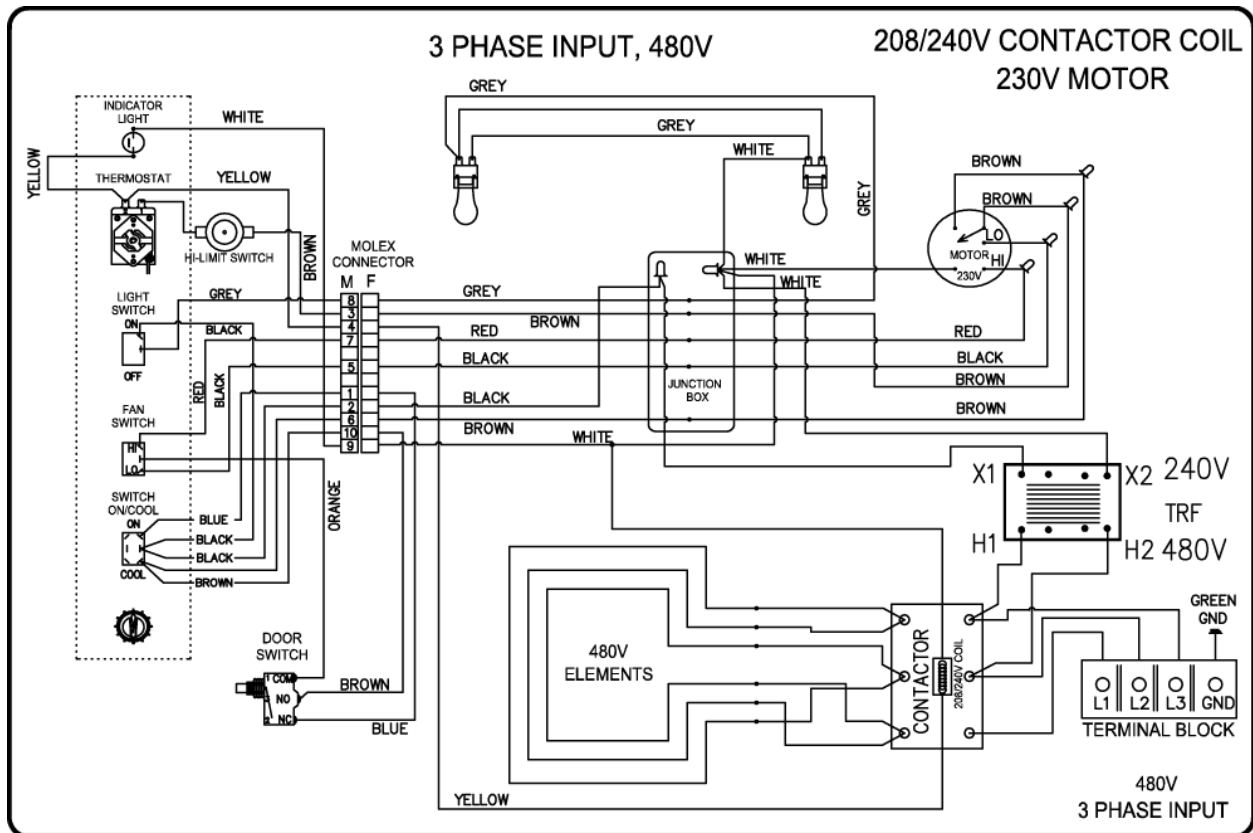 3 PHASE INPUT, 480V
208/240V CONTACTOR COIL
230V MOTOR
INDICATOR
LIGHT
WHITE
YELLOW
THERMOSTAT
YELLOW
HI-LIMIT SWITCH
BROWN
LIGHT
SWITCH
ON
OFF
GREY
BLACK
RED
BLACK
FAN
SWITCH
HI
LO
ORANGE
SWITCH
ON/COOL
ON
COOL
BLUE
BLACK
BLACK
BROWN
DOOR
SWITCH
1 COM
NO
2 NC
BROWN
BLUE
MOLEX
CONNECTOR
M F
8
3
4
7
5
1
2
6
10
9
GREY
GREY
WHITE
GREY
GREY
BROWN
RED
BLACK
BLACK
BROWN
WHITE
WHITE
WHITE
JUNCTION
BOX
BROWN
BROWN
LO
MOTOR
HI
230V
RED
BLACK
BROWN
BROWN
X1
X2 240V
TRF
H1
H2 480V
480V
ELEMENTS
CONTACTOR
208/240V COIL
YELLOW
GREEN
GND
L1 L2 L3 GND
TERMINAL BLOCK
480V
3 PHASE INPUT